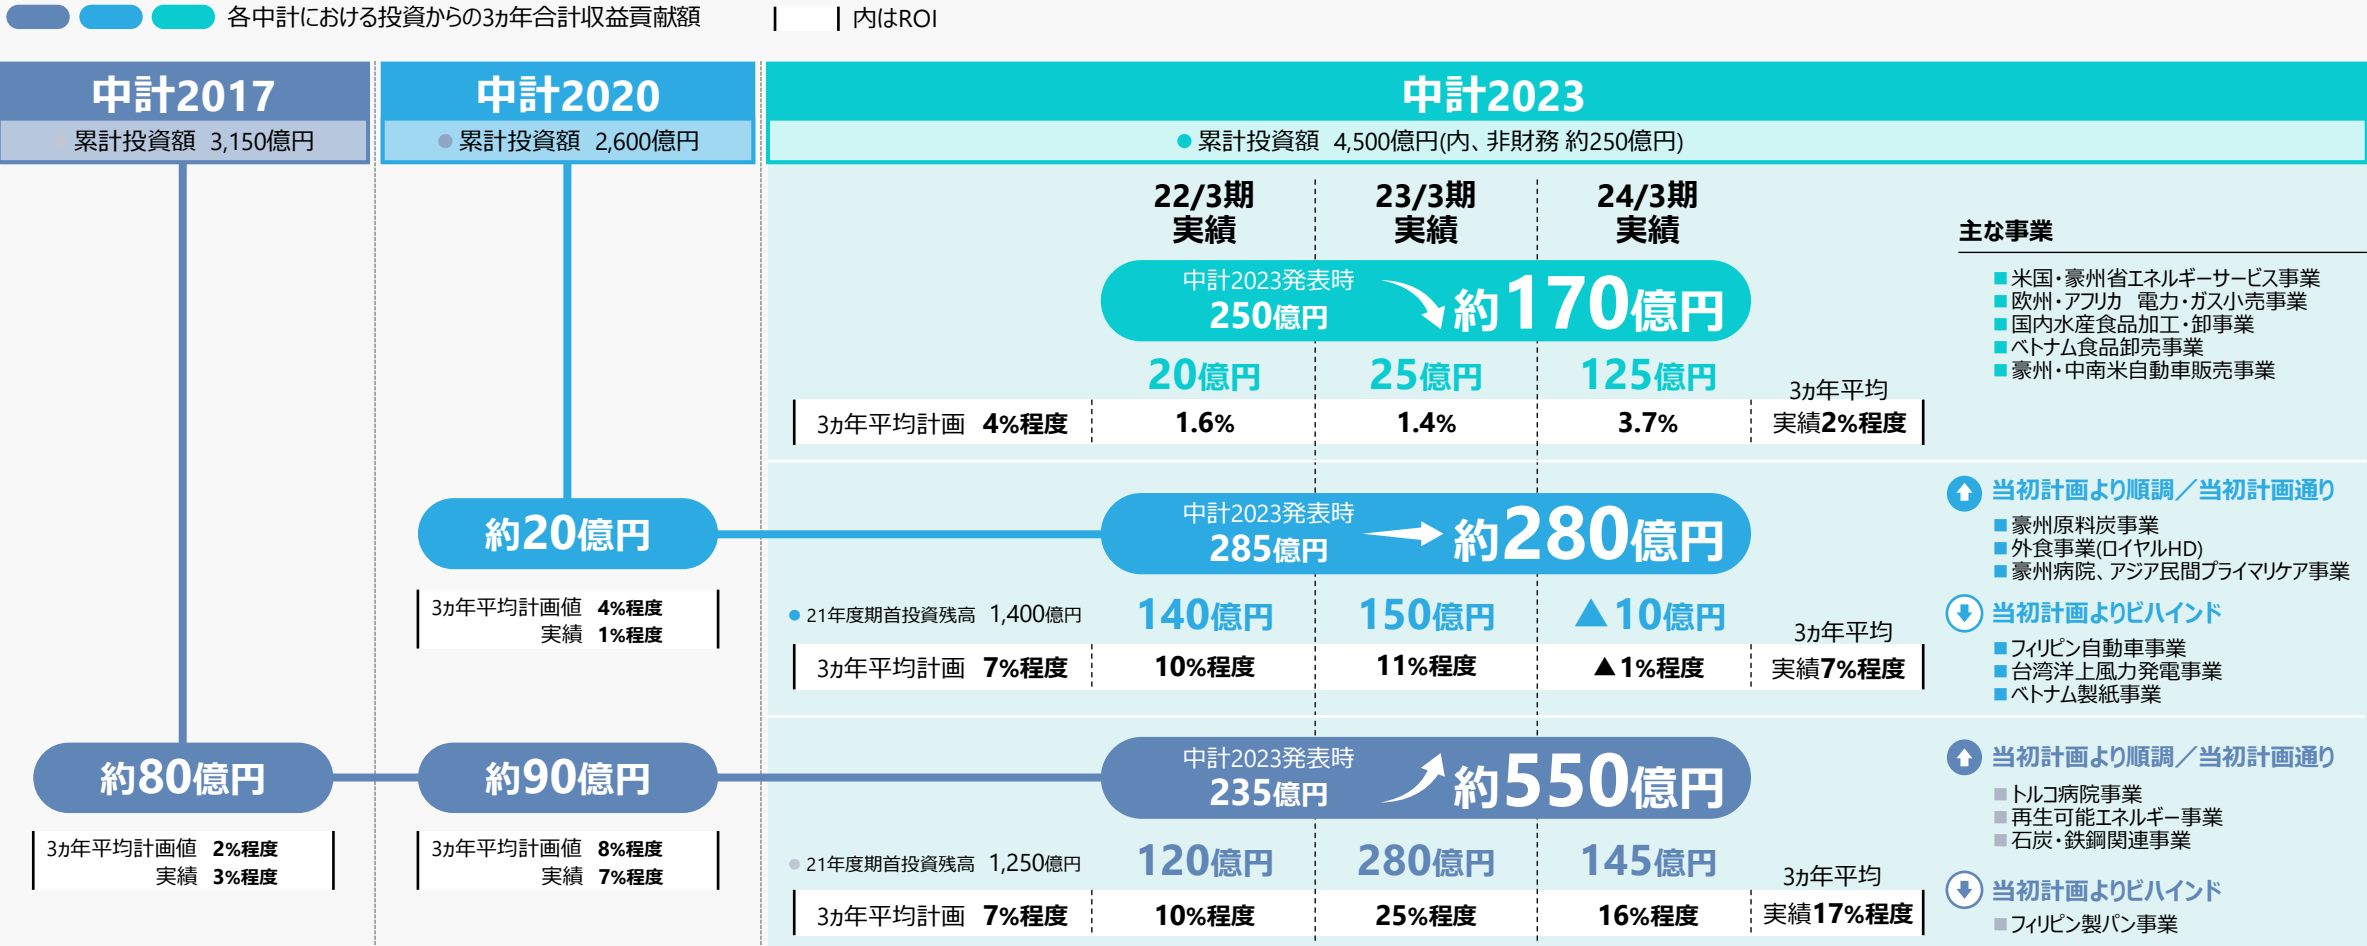 各中計における投資からの3ヵ年合計収益貢献額
内はROI
中計2017
累計投資額 3,150億円
中計2020
累計投資額 2,600億円
中計2023
累計投資額 4,500億円(内、非財務 約250億円)
22/3期
実績
23/3期
実績
24/3期
実績
主な事業
中計2023発表時
250億円
約170億円
20億円
25億円
125億円
3ヵ年平均計画 4%程度
1.6%
1.4%
3.7%
3ヵ年平均
実績2%程度
米国・豪州省エネルギーサービス事業
欧州・アフリカ 電力・ガス小売事業
国内水産食品加工・卸事業
ベトナム食品卸売事業
豪州・中南米自動車販売事業
約20億円
3ヵ年平均計画値 4%程度
実績 1%程度
中計2023発表時
285億円
約280億円
21年度期首投資残高 1,400億円
140億円
150億円
▲10億円
3ヵ年平均計画 7%程度
10%程度
11%程度
▲1%程度
3ヵ年平均
実績7%程度
当初計画より順調／当初計画通り
豪州原料炭事業
外食事業(ロイヤルHD)
豪州病院、アジア民間プライマリケア事業
当初計画よりビハインド
フィリピン自動車事業
台湾洋上風力発電事業
ベトナム製紙事業
約80億円
3ヵ年平均計画値 2%程度
実績 3%程度
約90億円
3ヵ年平均計画値 8%程度
実績 7%程度
中計2023発表時
235億円
約550億円
21年度期首投資残高 1,250億円
120億円
280億円
145億円
3ヵ年平均計画 7%程度
10%程度
25%程度
16%程度
3ヵ年平均
実績17%程度
当初計画より順調／当初計画通り
トルコ病院事業
再生可能エネルギー事業
石炭・鉄鋼関連事業
当初計画よりビハインド
フィリピン製パン事業